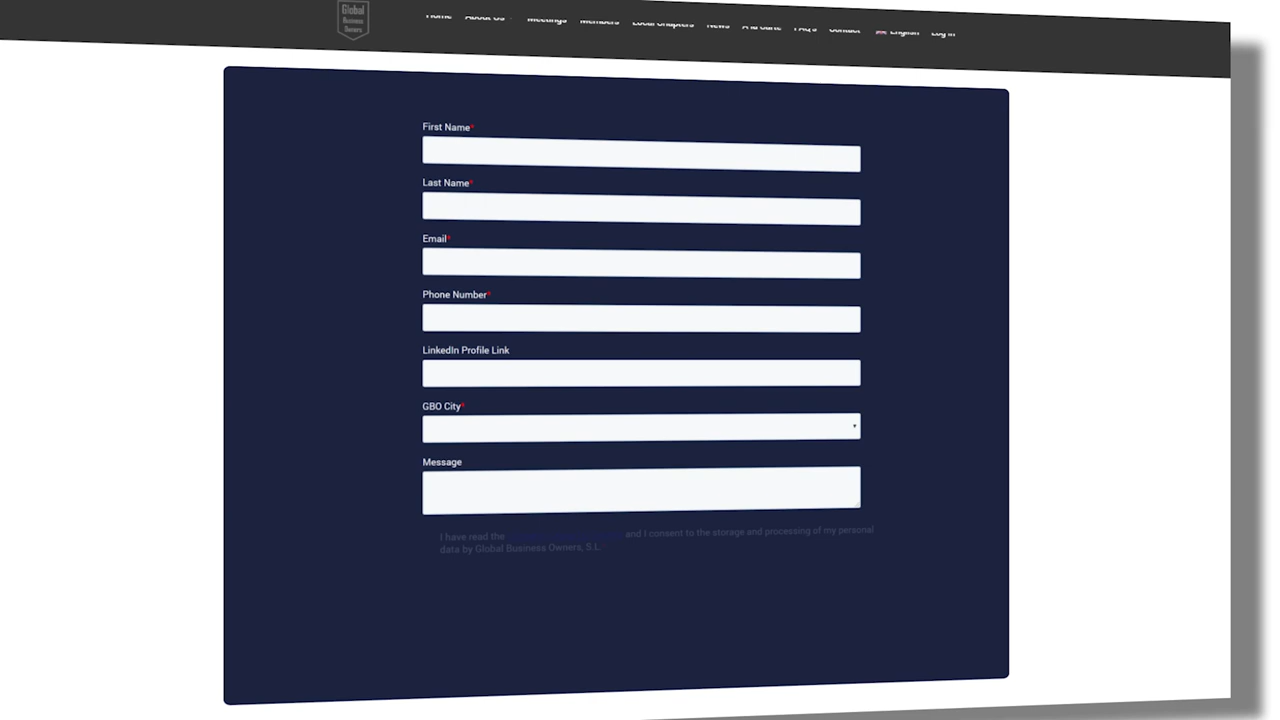 Global
Business
Owners
Home About Us Meetings Members Local Chapters News A la carte FAQ's Contact English Log in
First Name*
Last Name*
Email*
Phone Number*
LinkedIn Profile Link
GBO City*
Message
I have read the and I consent to the storage and processing of my personal
data by Global Business Owners, S.L.*